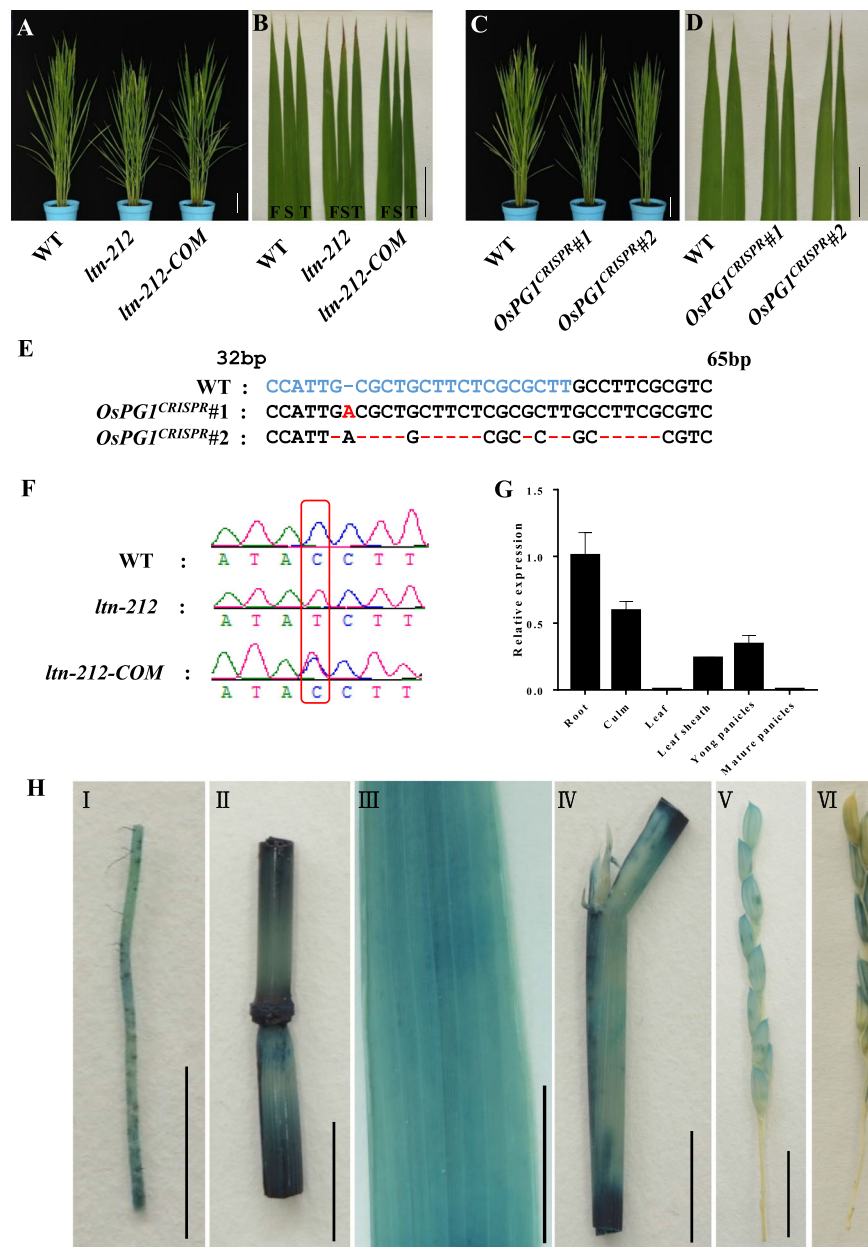 A
B
C
D
F S T
FST
F S T
WT
ltn-212
ltn-212-COM
WT
ltn-212
ltn-212-COM
WT
OsPG1CRISPR#1
OsPG1CRISPR#2
WT
OsPG1CRISPR#1
OsPG1CRISPR#2
E
32bp
65bp
WT : CCATTG-CGCTGCTTCTCGCGCTTGCCTTCGCGTC
OsPG1CRISPR#1 : CCATTGACGCTGCTTCTCGCGCTTGCCTTCGCGTC
OsPG1CRISPR#2 : CCATT-A----G-----CGC-C--GC-----CGTC
F
WT :
A T A C C T T
ltn-212 :
A T A T C T T
ltn-212-COM :
A T A C C T T
G
Relative expression
1.5
1.0
0.5
0.0
Root
Culm
Leaf
Leaf sheath
Yong panicles
Mature panicles
H
I
II
III
IV
V
VI